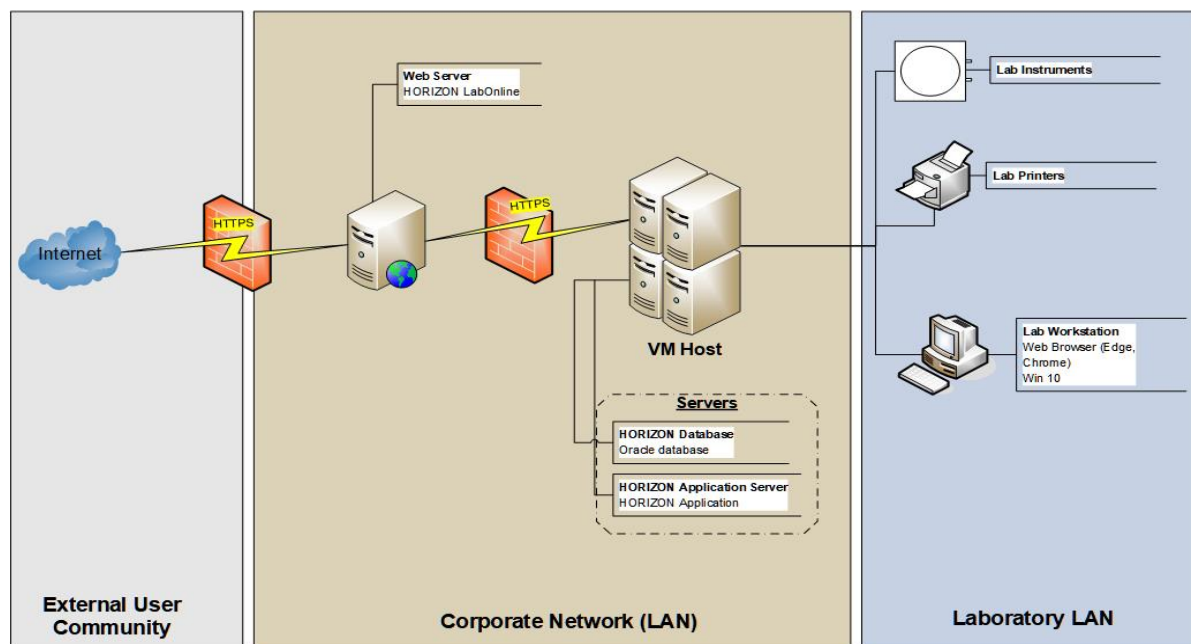 Web Server
HORIZON LabOnline
Lab Instruments
Lab Printers
HTTPS
HTTPS
Internet
VM Host
Lab Workstation
Web Browser (Edge,
Chrome)
Win 10
Servers
HORIZON Database
Oracle database
HORIZON Application Server
HORIZON Application
External User
Community
Corporate Network (LAN)
Laboratory LAN